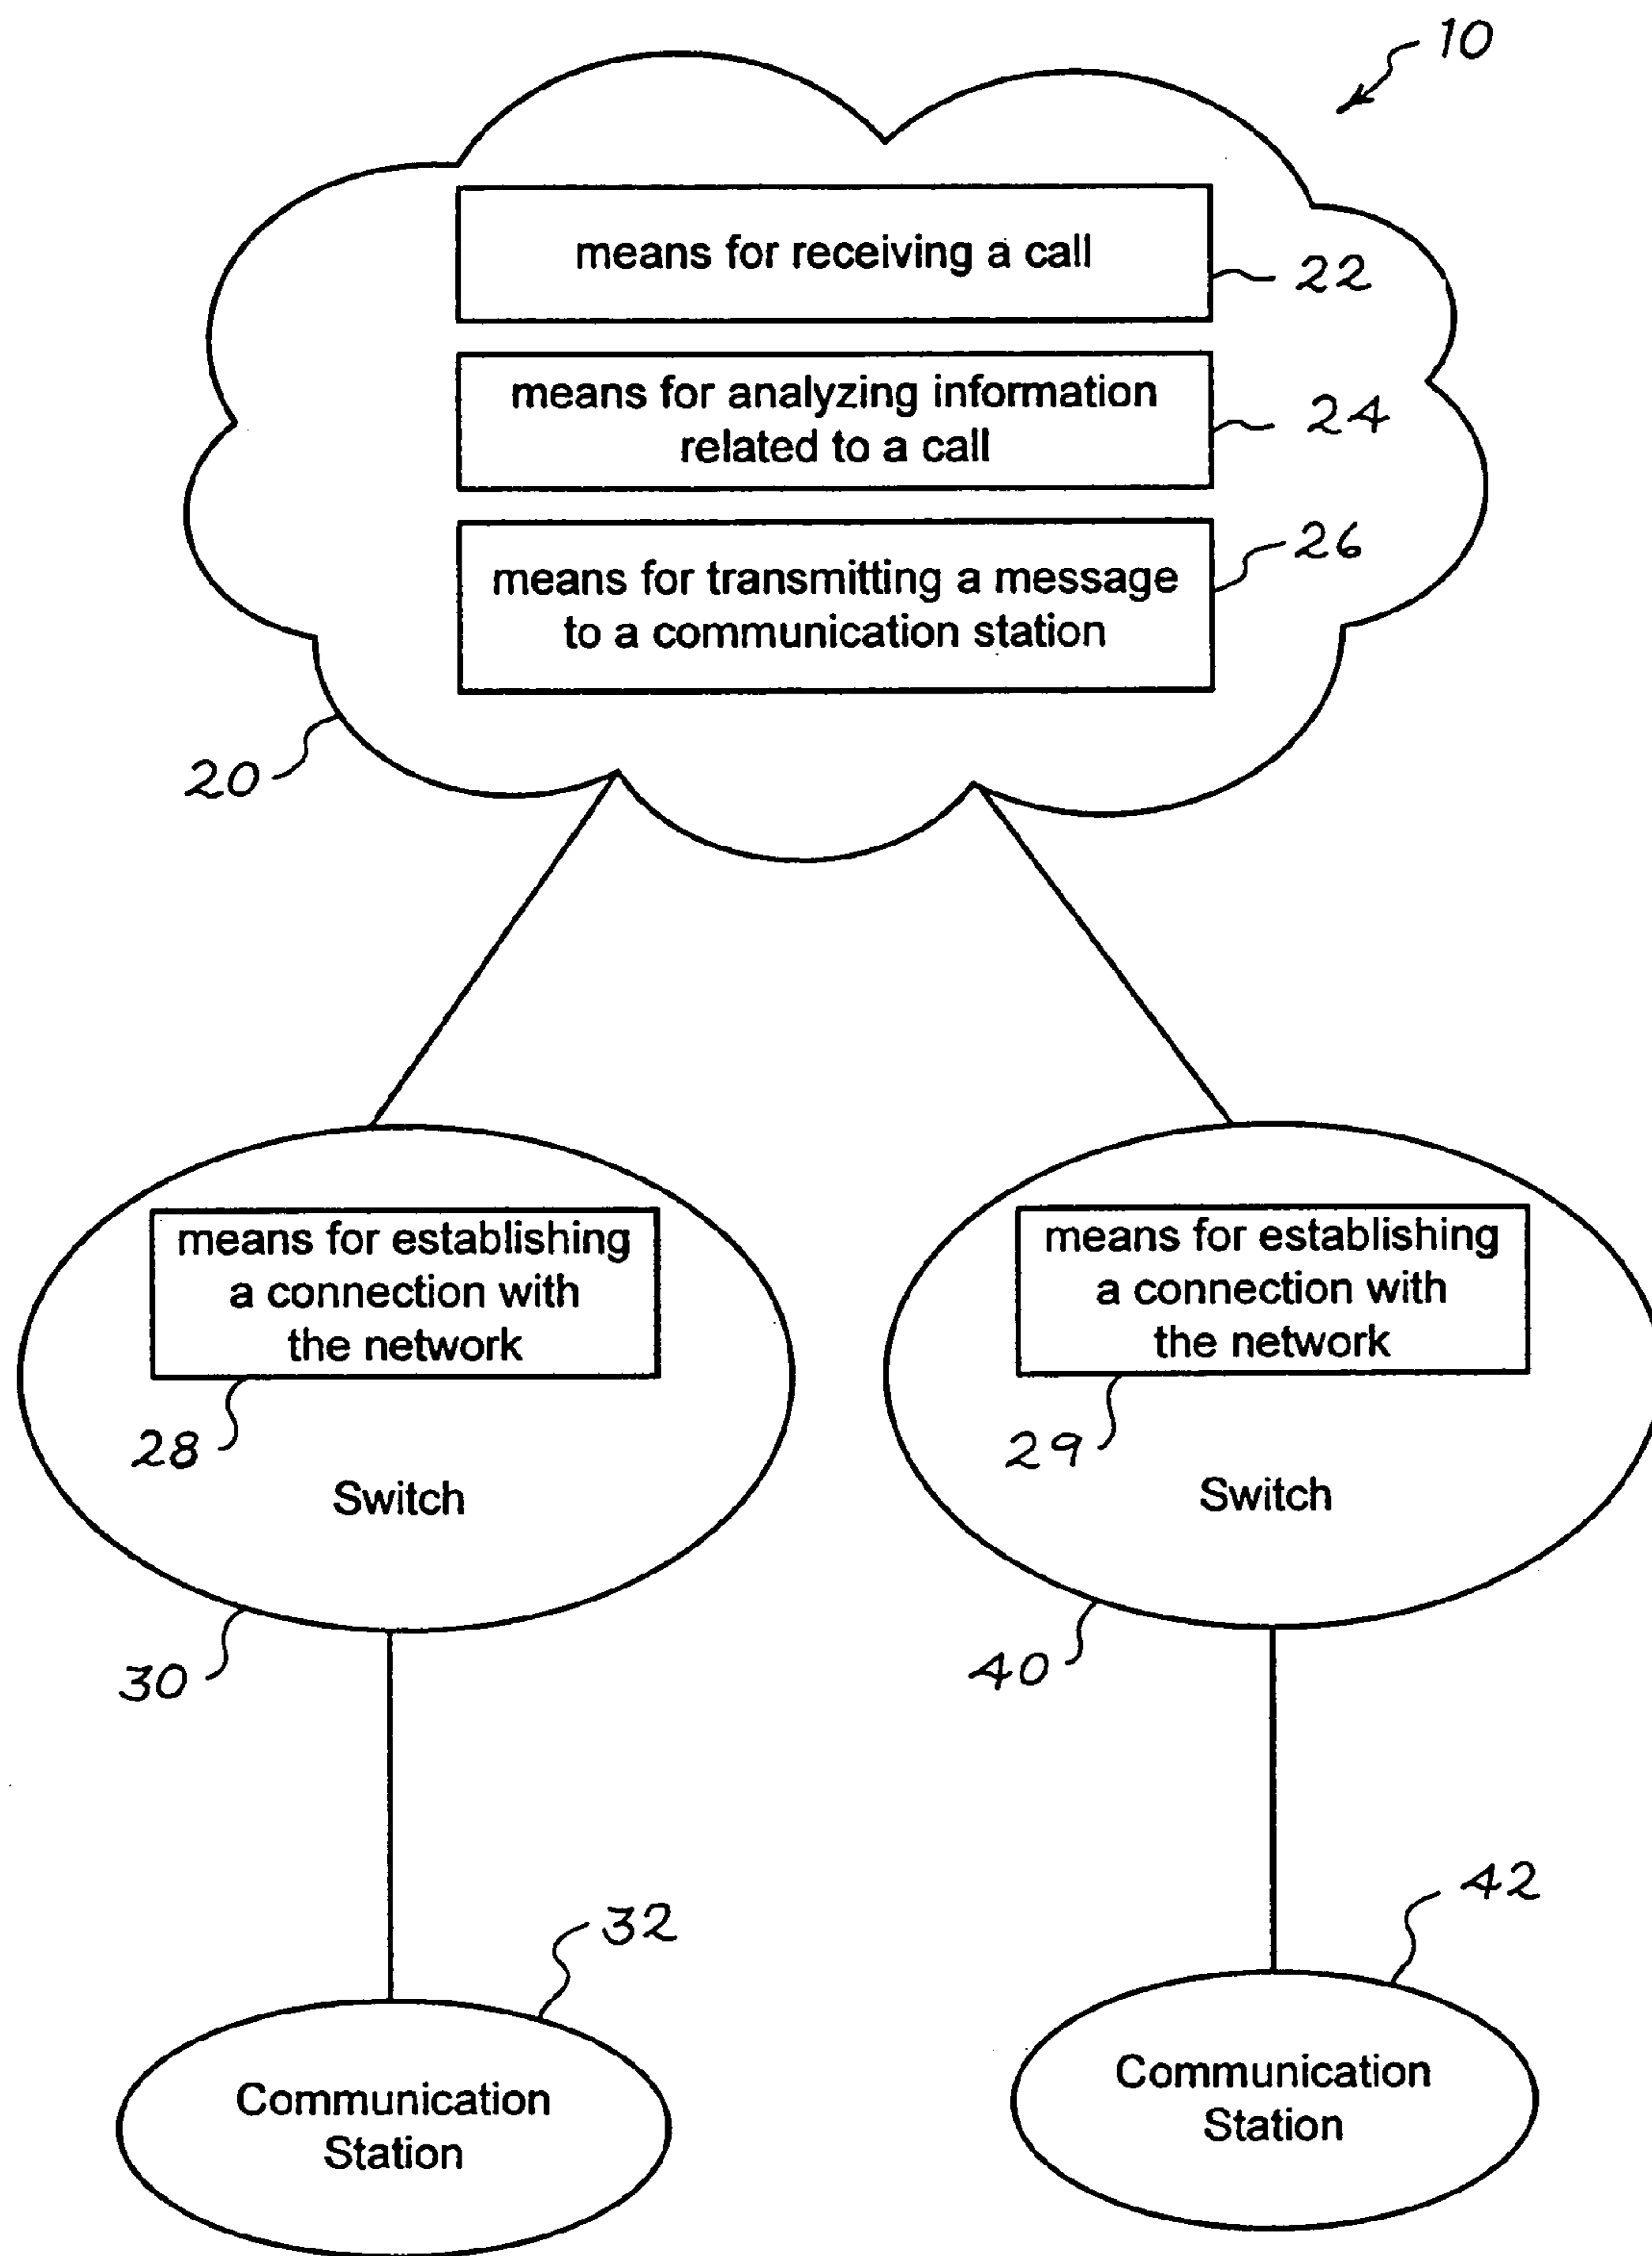 10
means for receiving a call
22
means for analyzing information
related to a call
24
26
means for transmitting a message
to a communication station
20
means for establishing
a connection with
the network
28
Switch
30
means for establishing
a connection with
the network
29
Switch
40
32
Communication
Station
42
Communication
Station